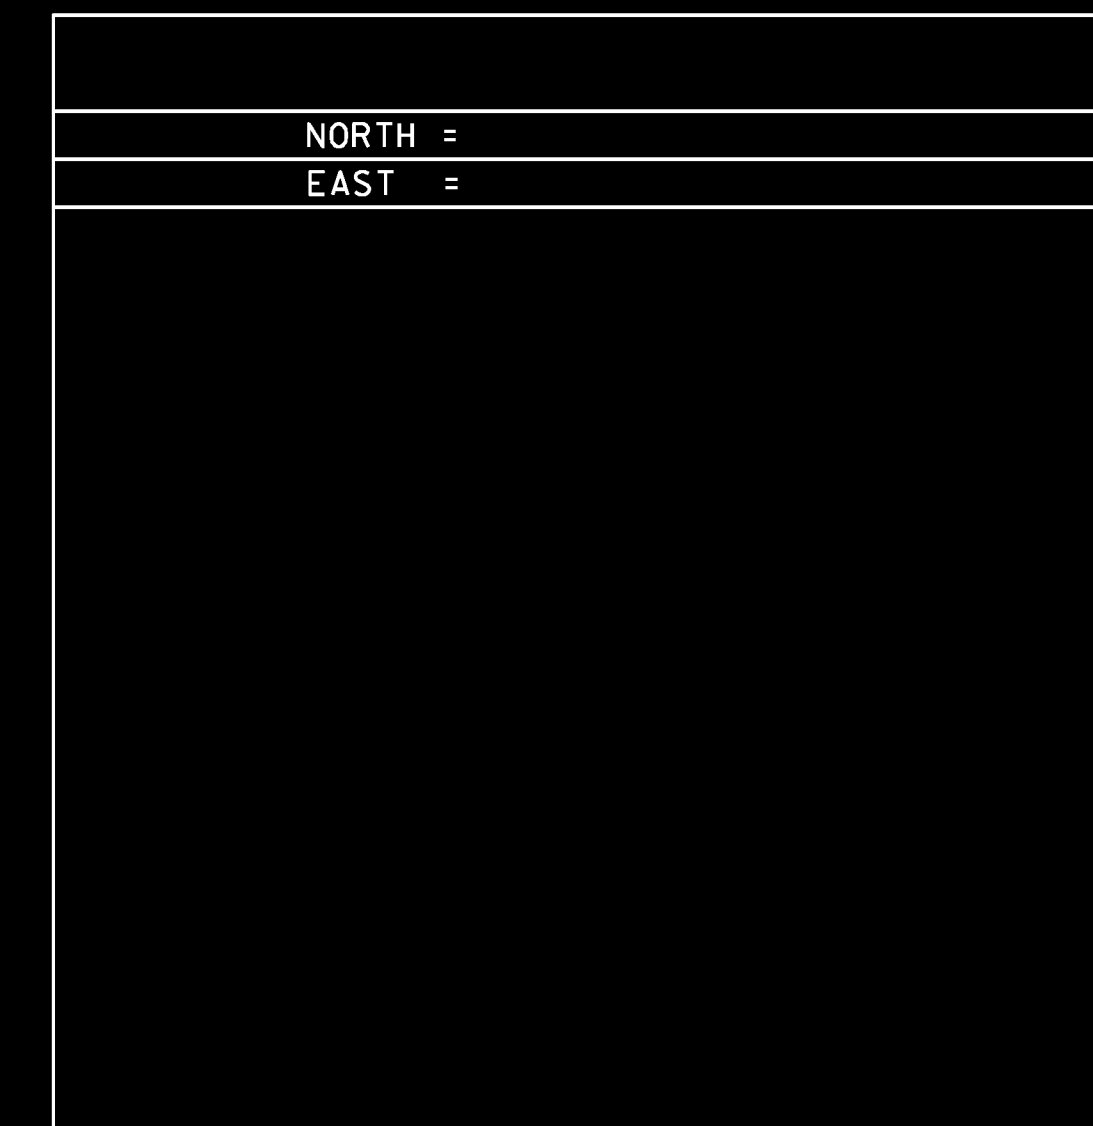 NORTH =
EAST =